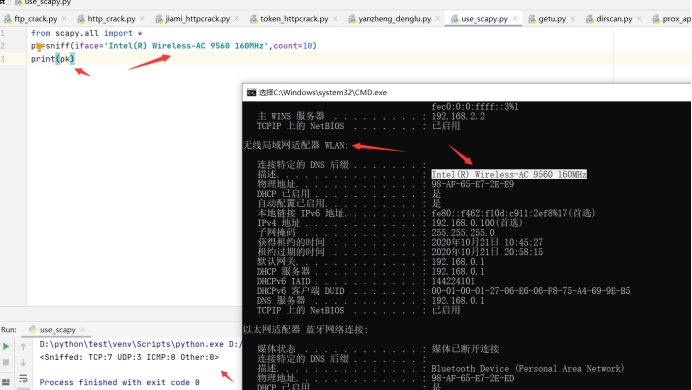 ftp_crack.py
http_crack.py
jiami_httpcrack.py
token_httpcrack.py
yanzheng_denglu.py
use_scapy.py
getu.py
dirscan.py
prox_ap
1 from scapy.all import *
2 pk=sniff(iface='Intel(R) Wireless-AC 9560 160MHz',count=10)
3 print(pk)
选择C:\Windows\system32\CMD.exe
fec0:0:0:ffff::3%1
主 WINS 服务器 . . . . . . . . . : 192.168.2.2
TCPIP 上的 NetBIOS . . . . . . . : 已启用
无线局域网适配器 WLAN:
连接特定的 DNS 后缀 . . . . . . . :
描述. . . . . . . . . . . . . . . : Intel(R) Wireless-AC 9560 160MHz
物理地址. . . . . . . . . . . . . : 98-AF-65-E7-2E-E9
DHCP 已启用 . . . . . . . . . . . : 是
自动配置已启用. . . . . . . . . . : 是
本地链接 IPv6 地址. . . . . . . . : fe80::f462:f10d:c911:2ef8%17(首选)
IPv4 地址 . . . . . . . . . . . . : 192.168.0.100(首选)
子网掩码 . . . . . . . . . . . . : 255.255.255.0
获得租约的时间 . . . . . . . . . : 2020年10月21日 10:45:27
租约过期的时间 . . . . . . . . . : 2020年10月21日 20:58:15
默认网关. . . . . . . . . . . . . : 192.168.0.1
DHCP 服务器 . . . . . . . . . . . : 192.168.0.1
DHCPv6 IAID . . . . . . . . . . . : 144224101
DHCPv6 客户端 DUID . . . . . . . : 00-01-00-01-27-06-E6-06-F8-75-A4-69-9E-B5
DNS 服务器 . . . . . . . . . . . : 192.168.0.1
TCPIP 上的 NetBIOS . . . . . . . : 已启用
以太网适配器 蓝牙网络连接:
媒体状态 . . . . . . . . . . . . : 媒体已断开连接
连接特定的 DNS 后缀 . . . . . . . :
描述. . . . . . . . . . . . . . . : Bluetooth Device (Personal Area Network)
物理地址. . . . . . . . . . . . . : 98-AF-65-E7-2E-ED
DHCP 已启用 . . . . . . . . . . . : 是
Run: use_scapy
D:\python\test\venv\Scripts\python.exe D:/
<Sniffed: TCP:7 UDP:3 ICMP:0 Other:0>
Process finished with exit code 0